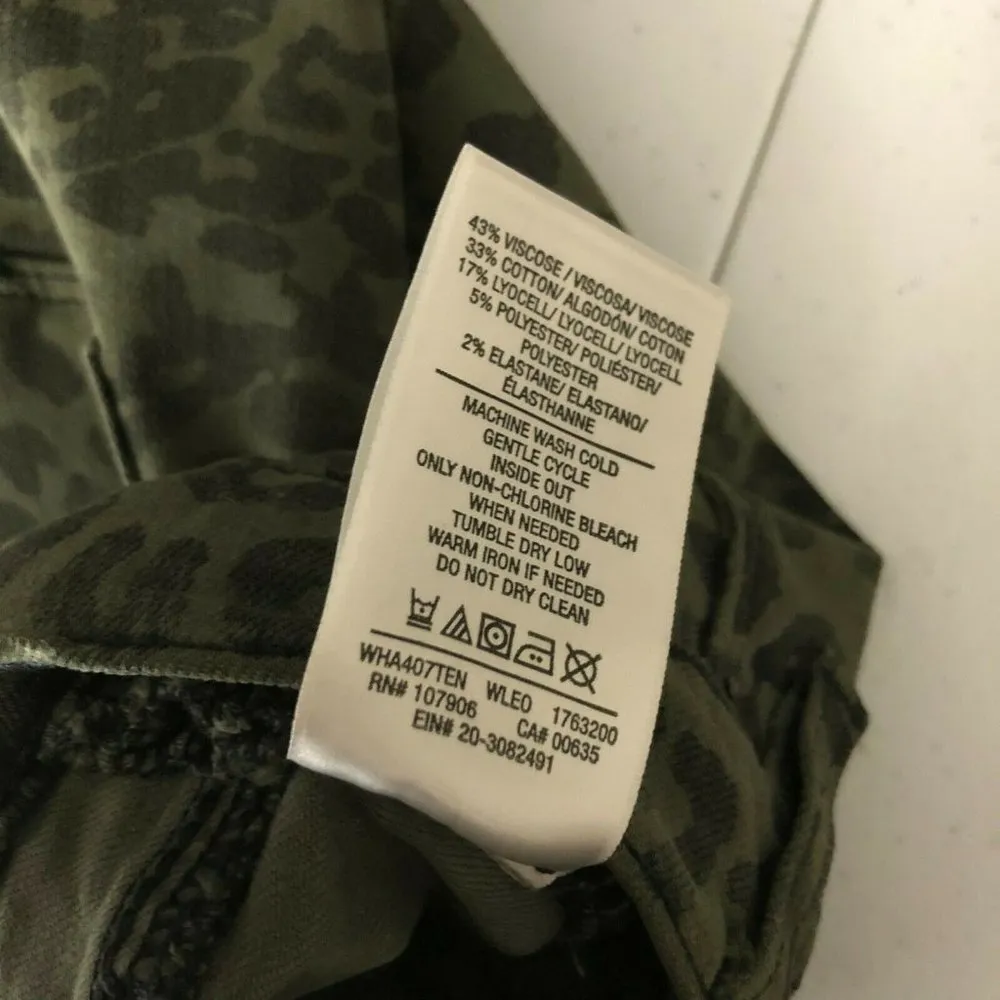 43% VISCOSE / VISCOSA/ VISCOSE
33% COTTON/ ALGODÓN/ COTON
17% LYOCELL/ LYOCELL/ LYOCELL
5% POLYESTER/ POLIÉSTER/
POLYESTER
2% ELASTANE/ ELASTANO/
ÉLASTHANNE
MACHINE WASH COLD
GENTLE CYCLE
INSIDE OUT
ONLY NON-CHLORINE BLEACH
WHEN NEEDED
TUMBLE DRY LOW
WARM IRON IF NEEDED
DO NOT DRY CLEAN
WHA407TEN WLEO 1763200
RN# 107906 CA# 00635
EIN# 20-3082491